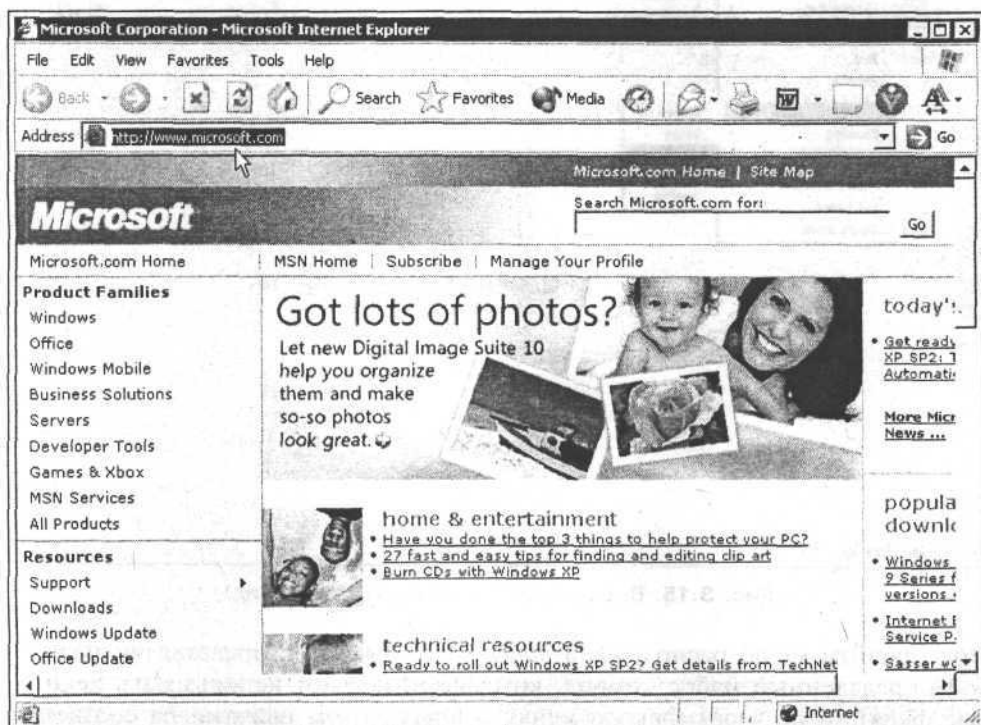 Microsoft Corporation - Microsoft Internet Explorer
File Edit View Favorites Tools Help
Back Search Favorites Media
Address http://www.microsoft.com Go
Microsoft.com Home | Site Map
Microsoft
Search Microsoft.com for:
Go
Microsoft.com Home | MSN Home | Subscribe | Manage Your Profile
Product Families
Windows
Office
Windows Mobile
Business Solutions
Servers
Developer Tools
Games & Xbox
MSN Services
All Products
Resources
Support
Downloads
Windows Update
Office Update
Got lots of photos?
Let new Digital Image Suite 10
help you organize
them and make
so-so photos
look great.
home & entertainment
• Have you done the top 3 things to help protect your PC?
• 27 fast and easy tips for finding and editing clip art
• Burn CDs with Windows XP
technical resources
• Ready to roll out Windows XP SP2? Get details from TechNet
today's
• Get ready
XP SP2: T
Automatic
More Micr
News ...
popula
downlo
• Windows
9 Series f
versions
• Internet E
Service P
• Sasser wo
Internet